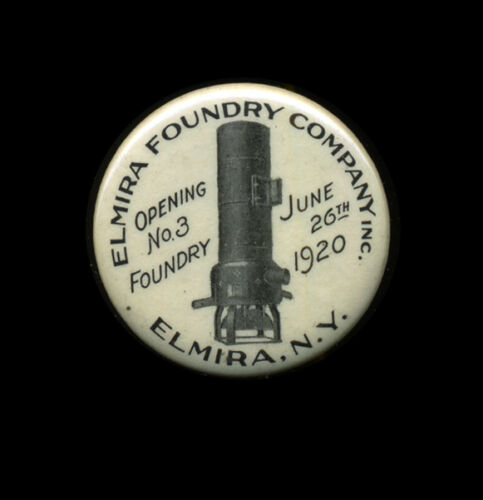 ELMIRA FOUNDRY COMPANY INC.
OPENING
No. 3
FOUNDRY
JUNE
26TH
1920
ELMIRA, N.Y.